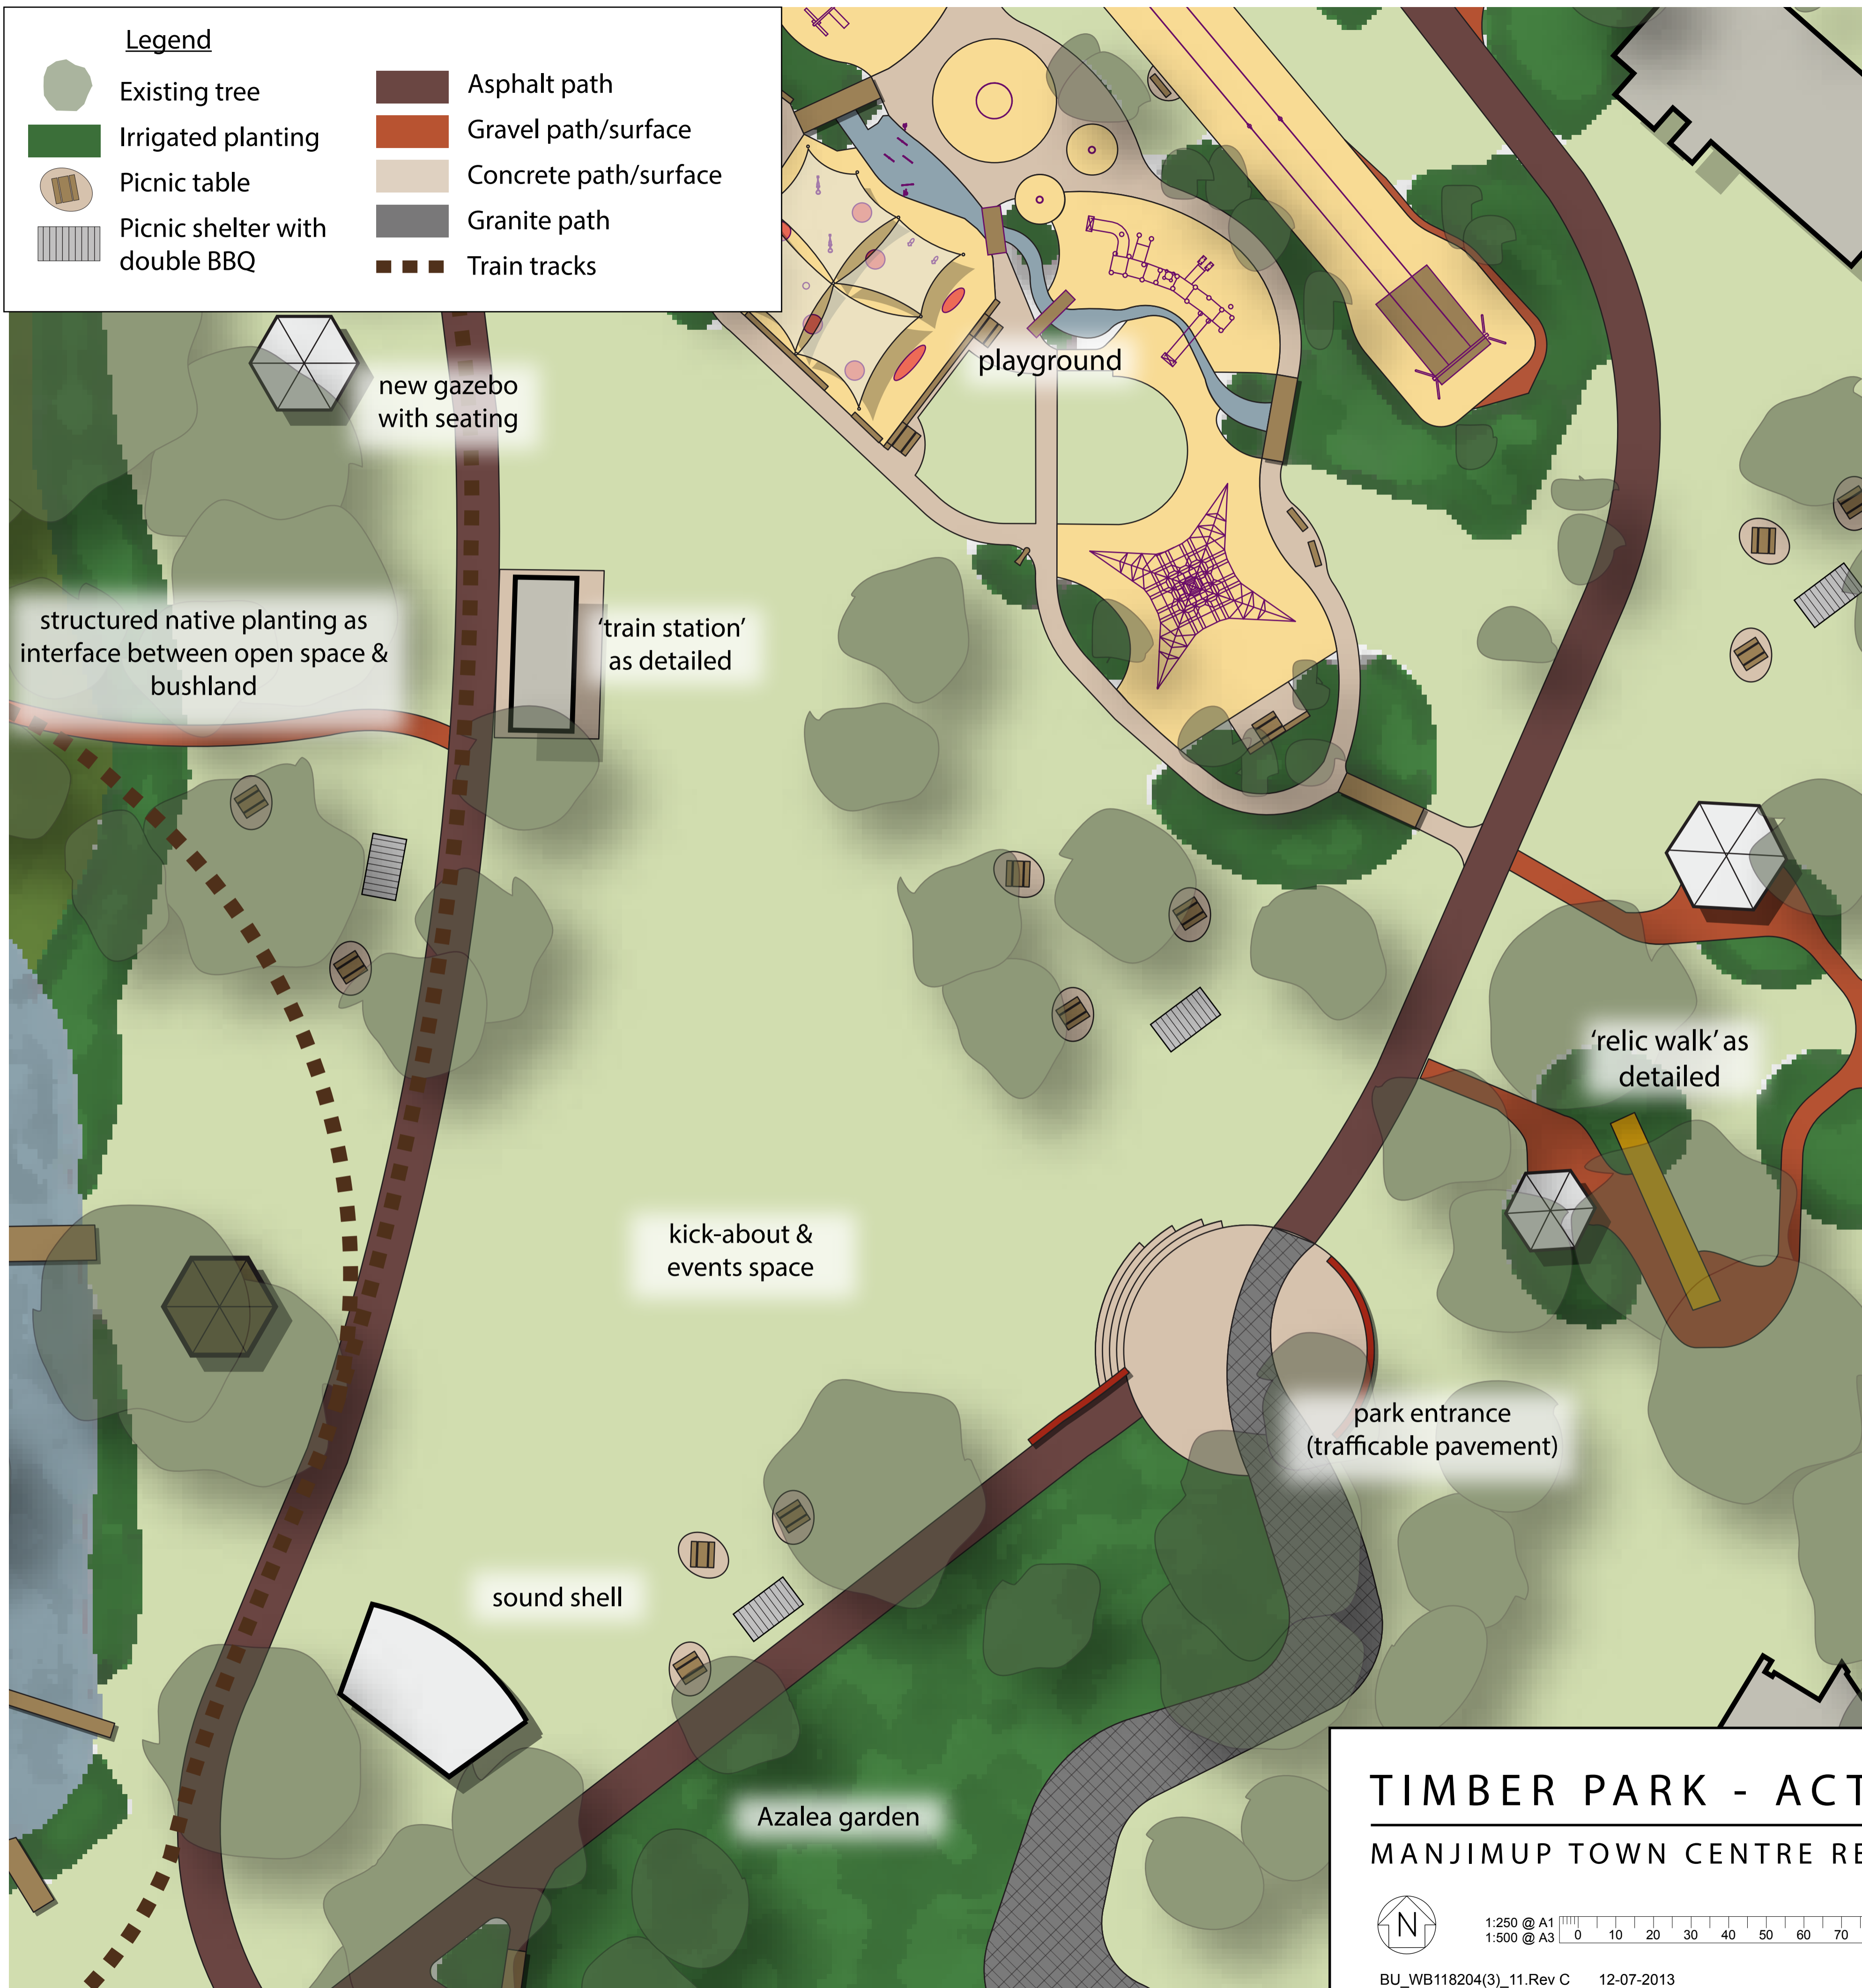 Legend
Existing tree
Irrigated planting
Picnic table
Picnic shelter with
double BBQ
Asphalt path
Gravel path/surface
Concrete path/surface
Granite path
Train tracks
playground
new gazebo
with seating
structured native planting as
interface between open space &
bushland
‘train station’
as detailed
‘relic walk’ as
detailed
kick-about &
events space
park entrance
(trafficable pavement)
sound shell
Azalea garden
TIMBER PARK - ACT
MANJIMUP TOWN CENTRE RE
N
1:250 @ A1
1:500 @ A3
0 10 20 30 40 50 60 70
BU_WB118204(3)_11.Rev C 12-07-2013